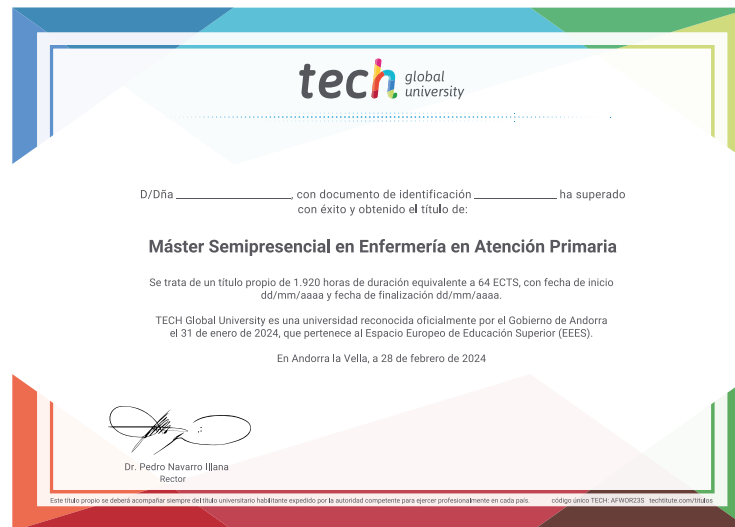 tech global
university
D/Dña ____________, con documento de identificación ____________ ha superado
con éxito y obtenido el título de:
Máster Semipresencial en Enfermería en Atención Primaria
Se trata de un título propio de 1.920 horas de duración equivalente a 64 ECTS, con fecha de inicio
dd/mm/aaaa y fecha de finalización dd/mm/aaaa.
TECH Global University es una universidad reconocida oficialmente por el Gobierno de Andorra
el 31 de enero de 2024, que pertenece al Espacio Europeo de Educación Superior (EEES).
En Andorra la Vella, a 28 de febrero de 2024
Dr. Pedro Navarro Illana
Rector
Este título propio se deberá acompañar siempre del título universitario habilitante expedido por la autoridad competente para ejercer profesionalmente en cada país. código único TECH: AFWOR23S techtitute.com/titulos